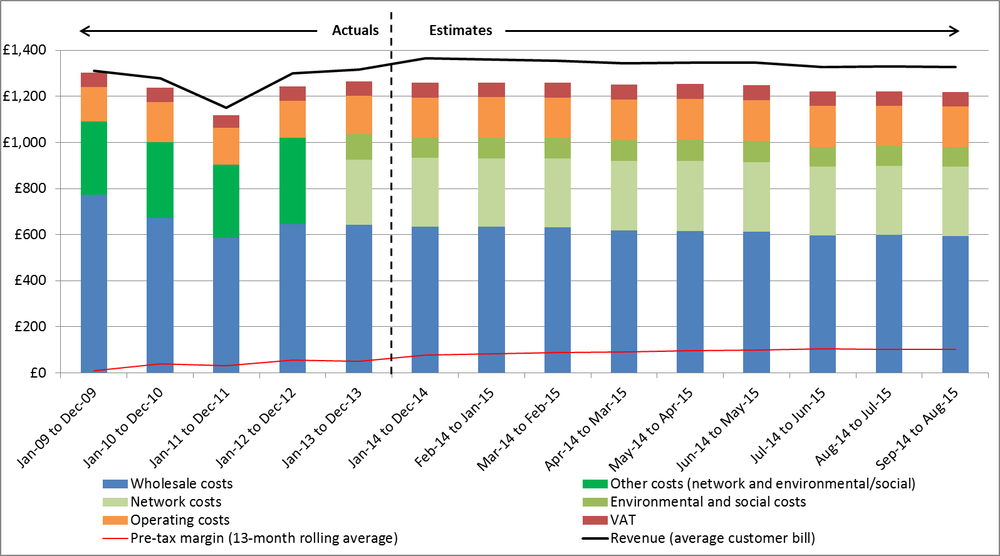 Actuals
Estimates
£1,400
£1,200
£1,000
£800
£600
£400
£200
£0
Jan-09 to Dec-09
Jan-10 to Dec-10
Jan-11 to Dec-11
Jan-12 to Dec-12
Jan-13 to Dec-13
Jan-14 to Dec-14
Feb-14 to Jan-15
Mar-14 to Feb-15
Apr-14 to Mar-15
May-14 to Apr-15
Jun-14 to May-15
Jul-14 to Jun-15
Aug-14 to Jul-15
Sep-14 to Aug-15
Wholesale costs
Other costs (network and environmental/social)
Network costs
Environmental and social costs
Operating costs
VAT
Pre-tax margin (13-month rolling average)
Revenue (average customer bill)